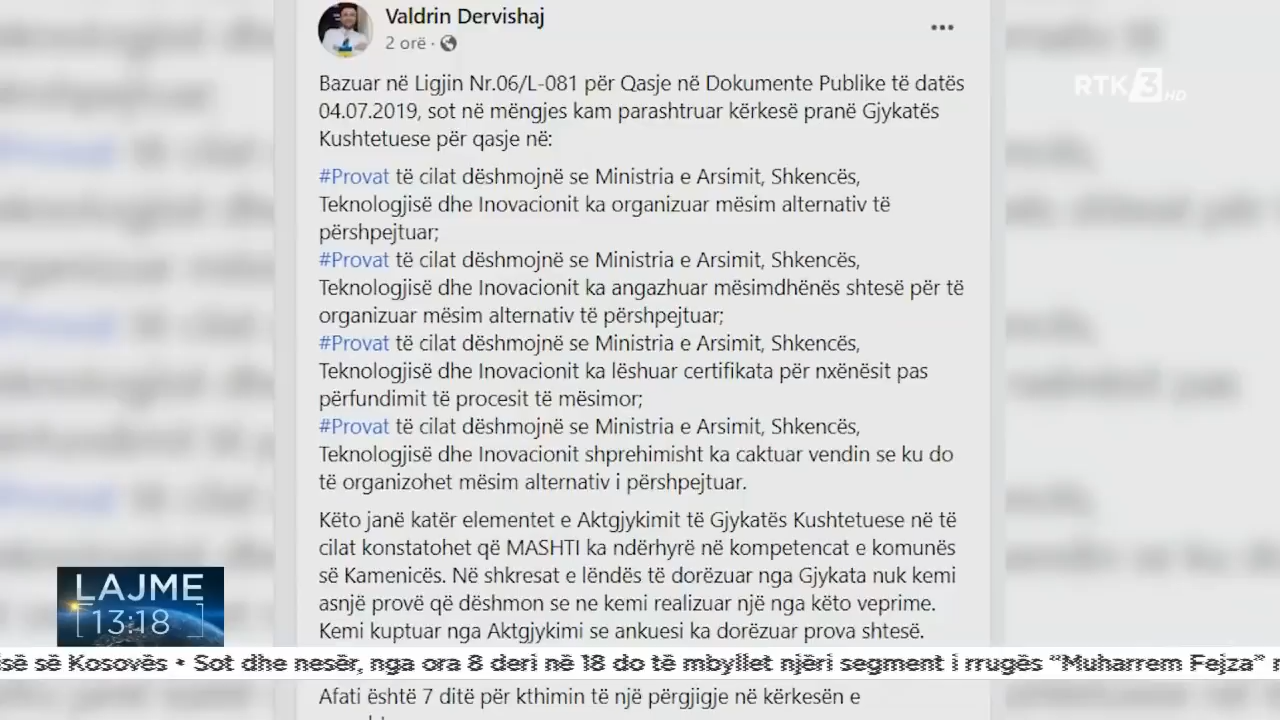 Valdrin Dervishaj
2 orë ·
RTK 3 HD
Bazuar në Ligjin Nr.06/L-081 për Qasje në Dokumente Publike të datës
04.07.2019, sot në mëngjes kam parashtruar kërkesë pranë Gjykatës
Kushtetuese për qasje në:
#Provat të cilat dëshmojnë se Ministria e Arsimit, Shkencës,
Teknologjisë dhe Inovacionit ka organizuar mësim alternativ të
përshpejtuar;
#Provat të cilat dëshmojnë se Ministria e Arsimit, Shkencës,
Teknologjisë dhe Inovacionit ka angazhuar mësimdhënës shtesë për të
organizuar mësim alternativ të përshpejtuar;
#Provat të cilat dëshmojnë se Ministria e Arsimit, Shkencës,
Teknologjisë dhe Inovacionit ka lëshuar certifikata për nxënësit pas
përfundimit të procesit të mësimor;
#Provat të cilat dëshmojnë se Ministria e Arsimit, Shkencës,
Teknologjisë dhe Inovacionit shprehimisht ka caktuar vendin se ku do
të organizohet mësim alternativ i përshpejtuar.
Këto janë katër elementet e Aktgjykimit të Gjykatës Kushtetuese në të
cilat konstatohet që MASHTI ka ndërhyrë në kompetencat e komunës
së Kamenicës. Në shkresat e lëndës të dorëzuar nga Gjykata nuk kemi
asnjë provë që dëshmon se ne kemi realizuar një nga këto veprime.
Kemi kuptuar nga Aktgjykimi se ankuesi ka dorëzuar prova shtesë.
LAJME
13:18
isë së Kosovës • Sot dhe nesër, nga ora 8 deri në 18 do të mbyllet njëri segment i rrugës “Muharrem Fejza”
Afati është 7 ditë për kthimin të një përgjigje në kërkesën e